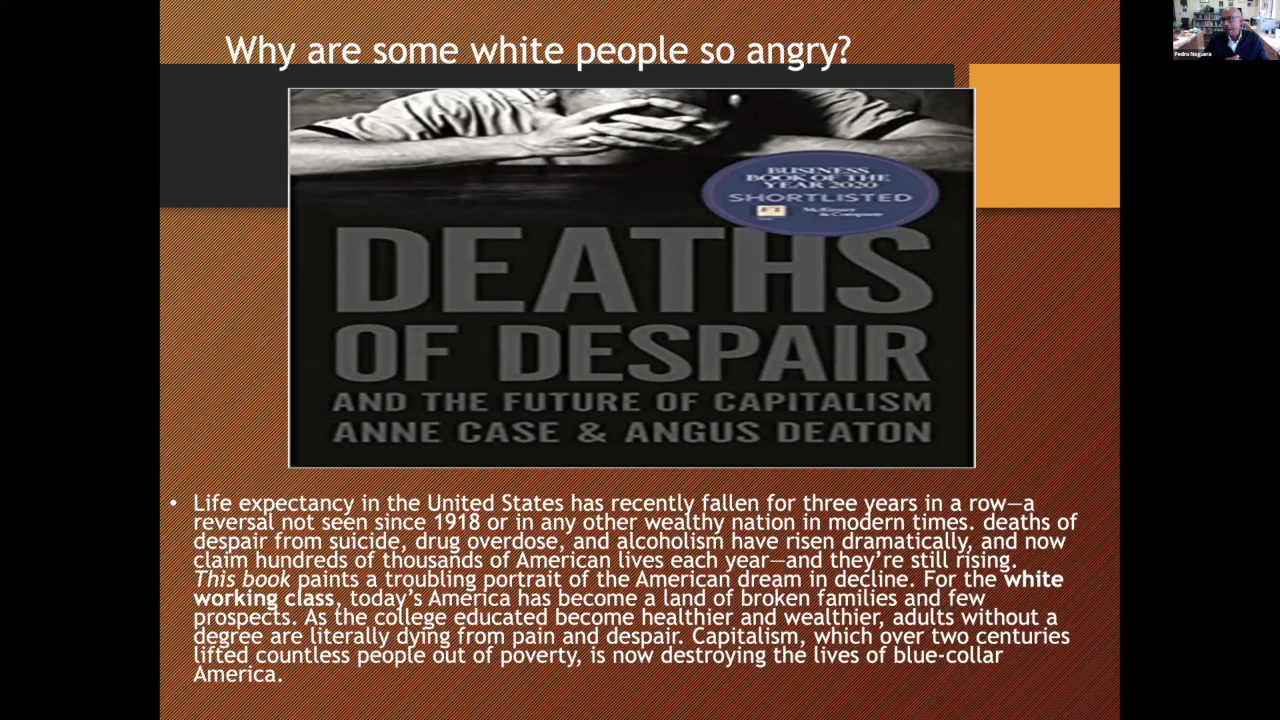 Why are some white people so angry?
Pedro Noguera
BUSINESS
BOOK OF THE
YEAR 2020
SHORTLISTED
FT
McKinsey
& Company
DEATHS
OF DESPAIR
AND THE FUTURE OF CAPITALISM
ANNE CASE & ANGUS DEATON
• Life expectancy in the United States has recently fallen for three years in a row—a
reversal not seen since 1918 or in any other wealthy nation in modern times. deaths of
despair from suicide, drug overdose, and alcoholism have risen dramatically, and now
claim hundreds of thousands of American lives each year—and they’re still rising.
This book paints a troubling portrait of the American dream in decline. For the white
working class, today’s America has become a land of broken families and few
prospects. As the college educated become healthier and wealthier, adults without a
degree are literally dying from pain and despair. Capitalism, which over two centuries
lifted countless people out of poverty, is now destroying the lives of blue-collar
America.